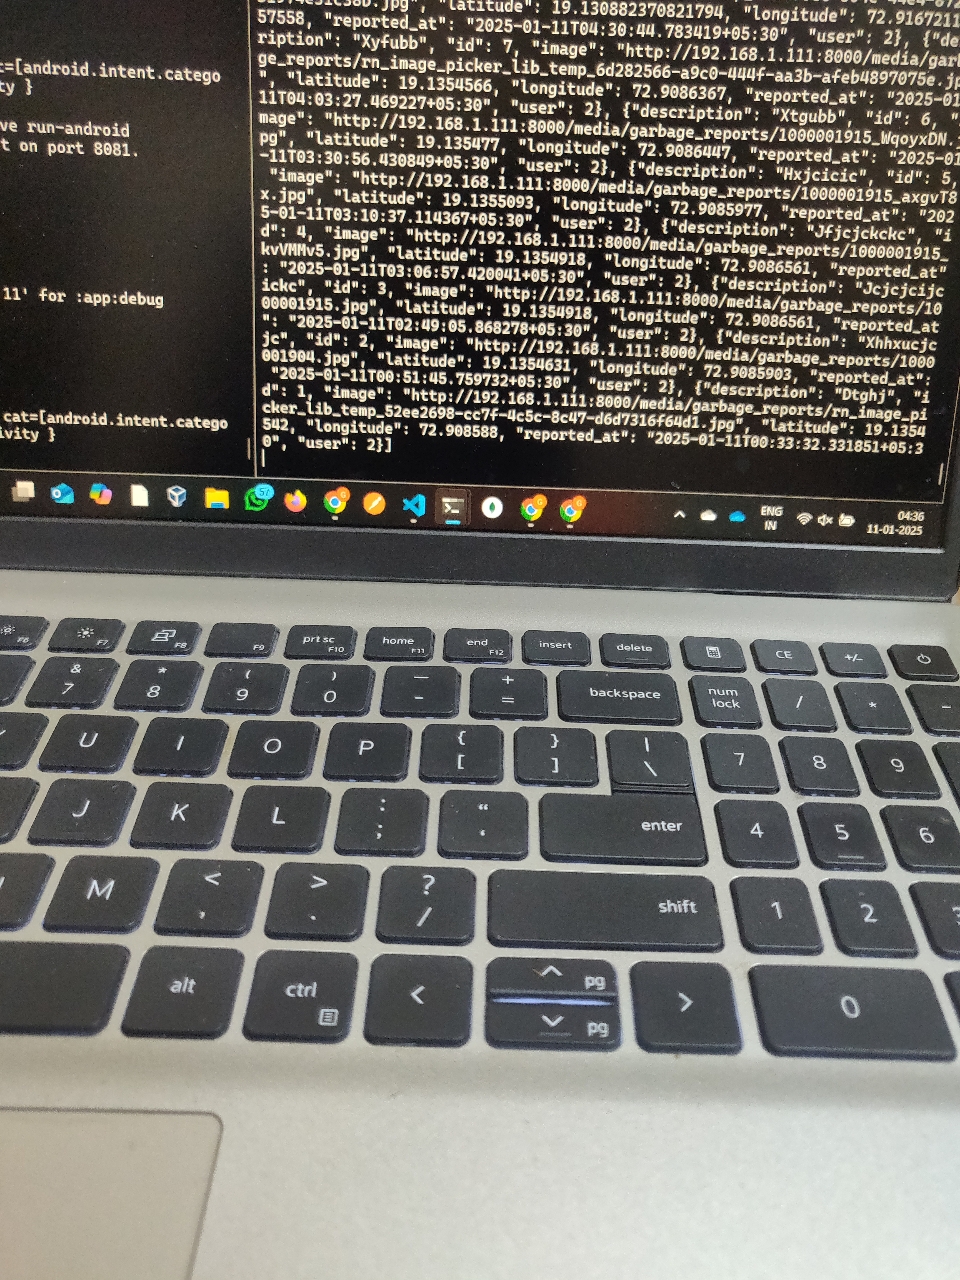 c=[android.intent.catego
ty }
ve run-android
t on port 8081.
11' for :app:debug
cat=[android.intent.catego
ivity }
.jpg", "latitude": 19.130882370821794, "longitude": 72.9167211
57558, "reported_at": "2025-01-11T04:30:44.783419+05:30", "user": 2}, {"de
ription": "Xyfubb", "id": 7, "image": "http://192.168.1.111:8000/media/garb
ge_reports/rn_image_picker_lib_temp_6d282566-a9c0-444f-aa3b-afeb4897075e.jp
", "latitude": 19.1354566, "longitude": 72.9086367, "reported_at": "2025-01
11T04:03:27.469227+05:30", "user": 2}, {"description": "Xtgubb", "id": 6, "
mage": "http://192.168.1.111:8000/media/garbage_reports/1000001915_WqoyxDN.
pg", "latitude": 19.135477, "longitude": 72.9086447, "reported_at": "2025-01
-11T03:30:56.430849+05:30", "user": 2}, {"description": "Hxjcicic", "id": 5,
"image": "http://192.168.1.111:8000/media/garbage_reports/1000001915_axgvT8
x.jpg", "latitude": 19.1355093, "longitude": 72.9085977, "reported_at": "202
5-01-11T03:10:37.114367+05:30", "user": 2}, {"description": "Jfjcjckckc", "i
d": 4, "image": "http://192.168.1.111:8000/media/garbage_reports/1000001915_
kvVMMv5.jpg", "latitude": 19.1354918, "longitude": 72.9086561, "reported_at"
: "2025-01-11T03:06:57.420041+05:30", "user": 2}, {"description": "Jcjcjcijc
ickc", "id": 3, "image": "http://192.168.1.111:8000/media/garbage_reports/10
00001915.jpg", "latitude": 19.1354918, "longitude": 72.9086561, "reported_at
": "2025-01-11T02:49:05.868278+05:30", "user": 2}, {"description": "Xhhxucjc
jc", "id": 2, "image": "http://192.168.1.111:8000/media/garbage_reports/1000
001904.jpg", "latitude": 19.1354631, "longitude": 72.9085903, "reported_at":
"2025-01-11T00:51:45.759732+05:30", "user": 2}, {"description": "Dtghj", "i
d": 1, "image": "http://192.168.1.111:8000/media/garbage_reports/rn_image_pi
cker_lib_temp_52ee2698-cc7f-4c5c-8c47-d6d7316f64d1.jpg", "latitude": 19.1354
542, "longitude": 72.908588, "reported_at": "2025-01-11T00:33:32.331851+05:3
0", "user": 2}]
57
ENG
IN
04:36
11-01-2025
F6 F7 F8 F9 prt sc F10 home F11 end F12 insert delete CE +/-
& 7 * 8 ( 9 ) 0 — - + = backspace num lock / * -
U I O P { [ } ] | \ 7 8 9
J K L : ; “ ‘ enter 4 5 6
M < , > . ? / shift 1 2 3
alt ctrl < pg pg > 0